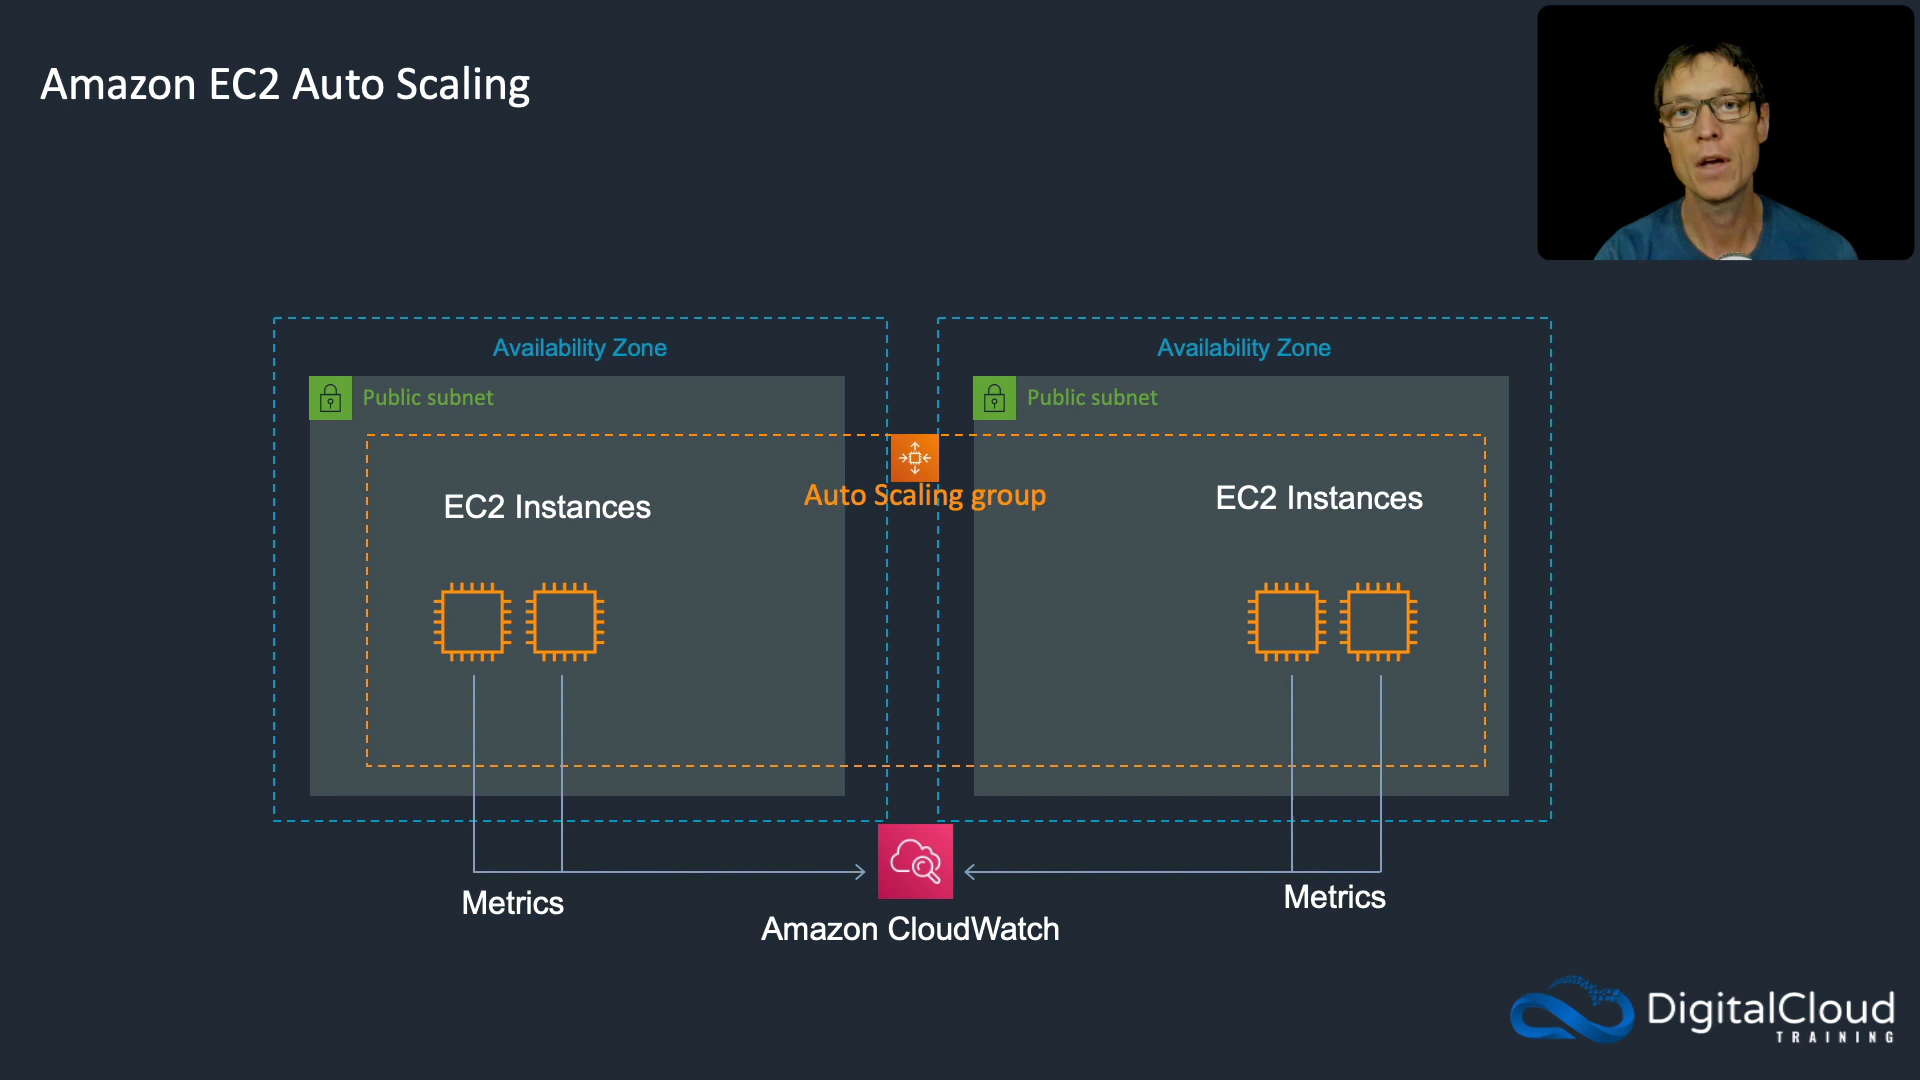 Amazon EC2 Auto Scaling
Availability Zone
Availability Zone
Public subnet
Public subnet
Auto Scaling group
EC2 Instances
EC2 Instances
Metrics
Metrics
Amazon CloudWatch
DigitalCloud
TRAINING